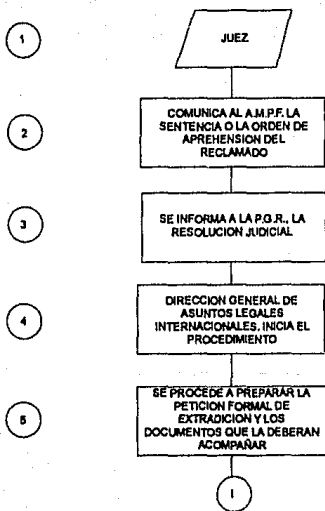 1
JUEZ
2
COMUNICA AL A.M.P.F. LA
SENTENCIA O LA ORDEN DE
APREHENSION DEL
RECLAMADO
3
SE INFORMA A LA P.G.R., LA
RESOLUCION JUDICIAL
4
DIRECCION GENERAL DE
ASUNTOS LEGALES
INTERNACIONALES, INICIA EL
PROCEDIMIENTO
5
SE PROCEDE A PREPARAR LA
PETICION FORMAL DE
EXTRADICION Y LOS
DOCUMENTOS QUE LA DEBERAN
ACOMPAÑAR
I